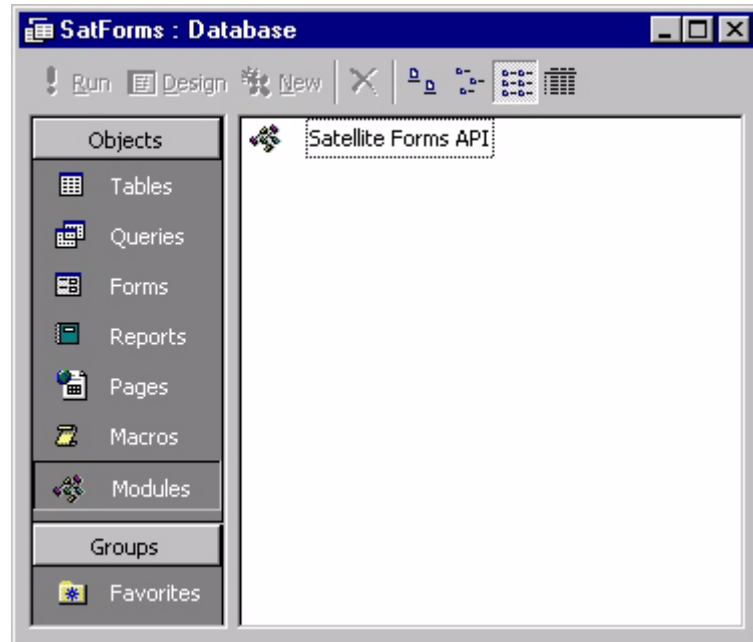 SatForms : Database
Run Design New
Objects
Tables
Queries
Forms
Reports
Pages
Macros
Modules
Groups
Favorites
Satellite Forms API